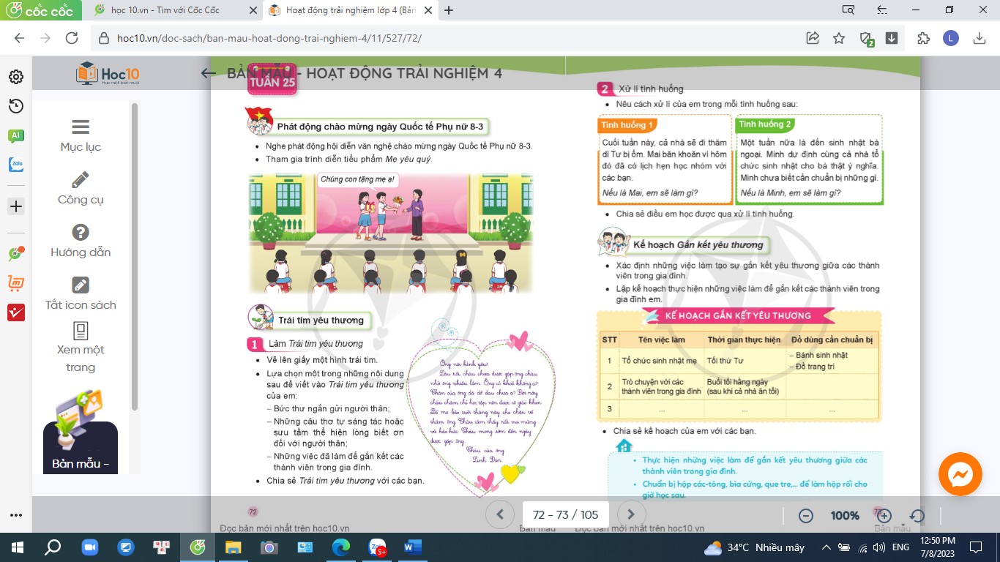 cốc cốc
học 10.vn - Tìm với Cốc Cốc
Hoạt động trải nghiệm lớp 4 (Bản
hoc10.vn/doc-sach/ban-mau-hoat-dong-trai-nghiem-4/11/527/72/
2
L
AI
Zalo
Hoc10
Học một biết mười
BẢN MẪU - HOẠT ĐỘNG TRẢI NGHIỆM 4
Mục lục
Công cụ
Hướng dẫn
Tắt icon sách
Xem một
trang
Bản mẫu -
TUẦN 25
Phát động chào mừng ngày Quốc tế Phụ nữ 8-3
• Nghe phát động hội diễn văn nghệ chào mừng ngày Quốc tế Phụ nữ 8-3.
• Tham gia trình diễn tiểu phẩm Mẹ yêu quý.
Chúng con tặng mẹ ạ!
Trái tim yêu thương
1 Làm Trái tim yêu thương
• Vẽ lên giấy một hình trái tim.
• Lựa chọn một trong những nội dung
sau để viết vào Trái tim yêu thương
của em:
– Bức thư ngắn gửi người thân;
– Những câu thơ tự sáng tác hoặc
sưu tầm thể hiện lòng biết ơn
đối với người thân;
– Những việc đã làm để gắn kết các
thành viên trong gia đình.
• Chia sẻ Trái tim yêu thương với các bạn.
Ông nội kính yêu!
Lâu rồi cháu chưa được gặp ông, cháu
nhớ ông nhiều lắm. Ông có khoẻ không ạ?
Chân của ông đã đỡ đau chưa ạ? Đợt này,
cháu chăm chỉ học tập nên được cô giáo khen.
Bố mẹ bảo cuối tháng này cho cháu về
thăm ông. Cháu cảm thấy rất vui mừng
và háo hức. Cháu mong sớm đến ngày
được gặp ông.
Cháu của ông
Linh Đan
72
Đọc bản mới nhất trên hoc10.vn
Bản mẫu
2 Xử lí tình huống
• Nêu cách xử lí của em trong mỗi tình huống sau:
Tình huống 1
Cuối tuần này, cả nhà sẽ đi thăm
dì Tư bị ốm. Mai băn khoăn vì hôm
đó đã có lịch hẹn học nhóm với
các bạn.
Nếu là Mai, em sẽ làm gì?
Tình huống 2
Một tuần nữa là đến sinh nhật bà
ngoại. Minh dự định cùng cả nhà tổ
chức sinh nhật cho bà thật ý nghĩa.
Minh chưa biết cần chuẩn bị những gì.
Nếu là Minh, em sẽ làm gì?
• Chia sẻ điều em học được qua xử lí tình huống.
Kế hoạch Gắn kết yêu thương
• Xác định những việc làm tạo sự gắn kết yêu thương giữa các thành
viên trong gia đình.
• Lập kế hoạch thực hiện những việc làm để gắn kết các thành viên trong
gia đình em.
KẾ HOẠCH GẮN KẾT YÊU THƯƠNG
STT Tên việc làm Thời gian thực hiện Đồ dùng cần chuẩn bị
1 Tổ chức sinh nhật mẹ Tối thứ Tư – Bánh sinh nhật
– Đồ trang trí
2 Trò chuyện với các Buổi tối hằng ngày
thành viên trong gia đình (sau khi cả nhà ăn tối)
3 ... ... ...
• Chia sẻ kế hoạch của em với các bạn.
• Thực hiện những việc làm để gắn kết yêu thương giữa các
thành viên trong gia đình.
• Chuẩn bị hộp các-tông, bìa cứng, que tre,... để làm hộp rối cho
giờ học sau.
Đọc bản mới nhất trên hoc10.vn
Bản mẫu
72 – 73 / 105
100%
34°C Nhiều mây
ENG
12:50 PM
7/8/2023
5+